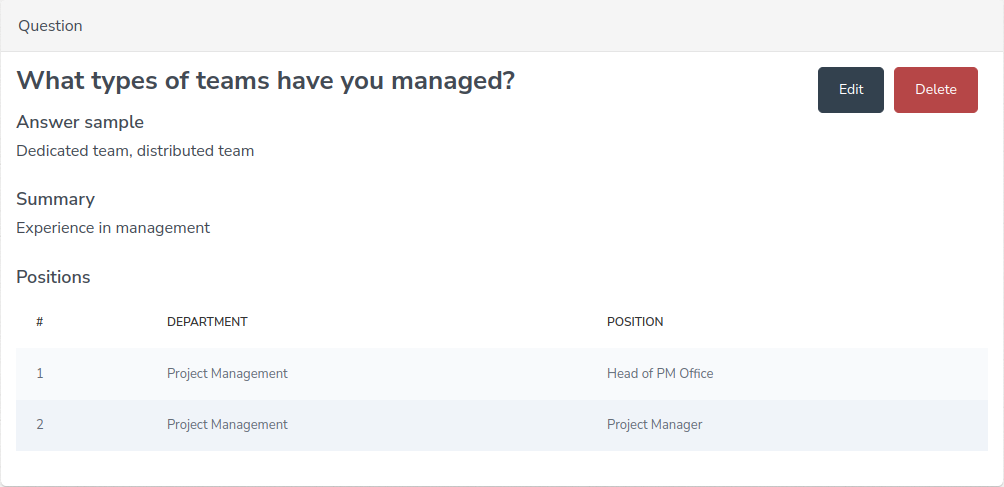 Question
What types of teams have you managed?
Edit
Delete
Answer sample
Dedicated team, distributed team
Summary
Experience in management
Positions
# DEPARTMENT POSITION
1 Project Management Head of PM Office
2 Project Management Project Manager